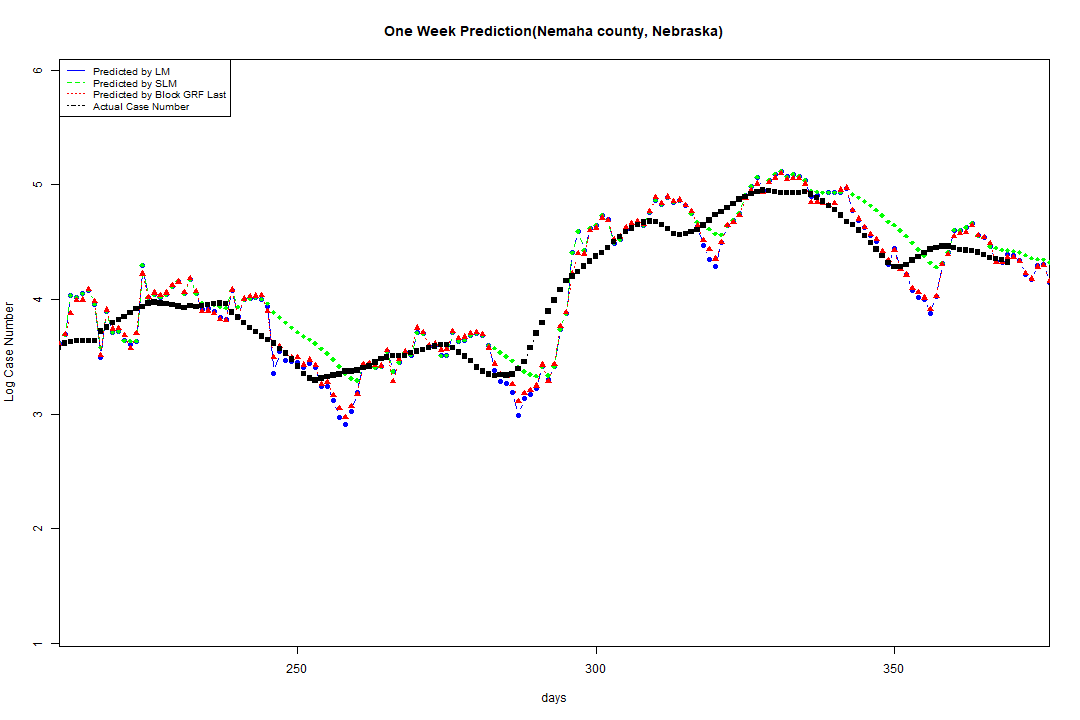 One Week Prediction(Nemaha county, Nebraska)
Predicted by LM
Predicted by SLM
Predicted by Block GRF Last
Actual Case Number
6
5
4
3
2
1
Log Case Number
250
300
350
days